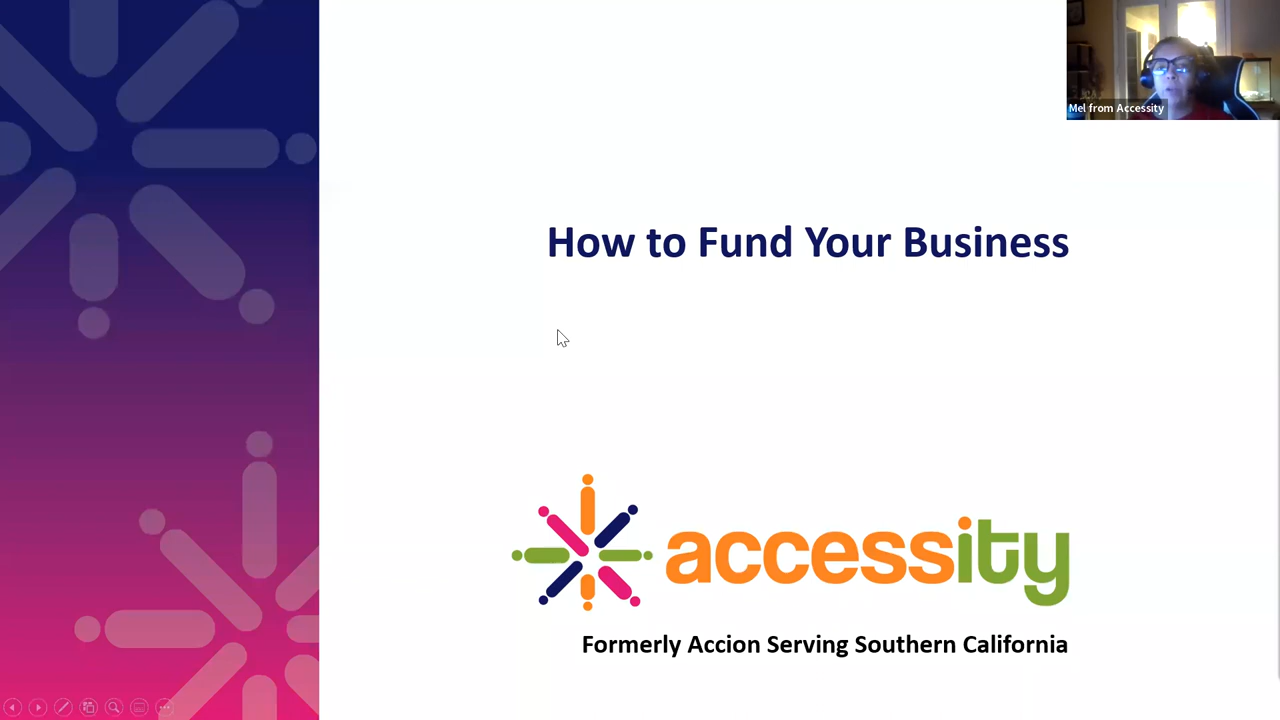 Mel from Accessity
How to Fund Your Business
accessity
Formerly Accion Serving Southern California